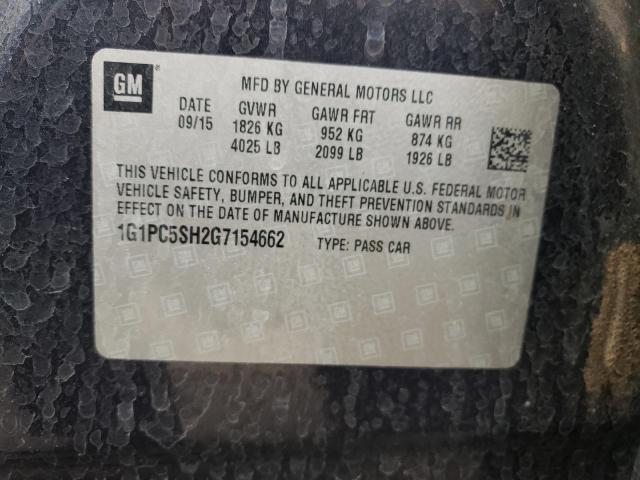 GM
MFD BY GENERAL MOTORS LLC
DATE GVWR GAWR FRT GAWR RR
09/15 1826 KG 952 KG 874 KG
4025 LB 2099 LB 1926 LB
THIS VEHICLE CONFORMS TO ALL APPLICABLE U.S. FEDERAL MOTOR
VEHICLE SAFETY, BUMPER, AND THEFT PREVENTION STANDARDS IN
EFFECT ON THE DATE OF MANUFACTURE SHOWN ABOVE.
1G1PC5SH2G7154662 TYPE: PASS CAR